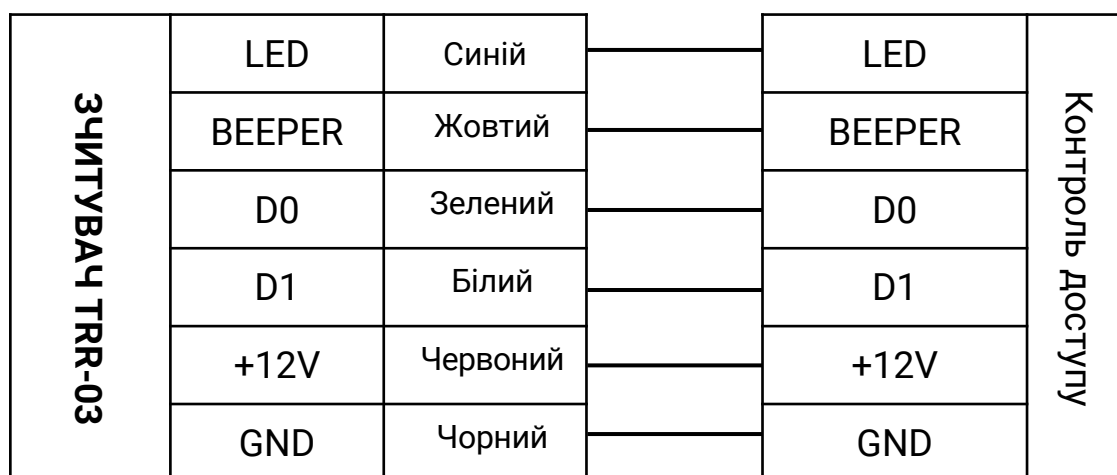 ЗЧИТУВАЧ TRR-03
LED Синій LED
BEEPER Жовтий BEEPER
D0 Зелений D0
D1 Білий D1
+12V Червоний +12V
GND Чорний GND
Контроль доступу